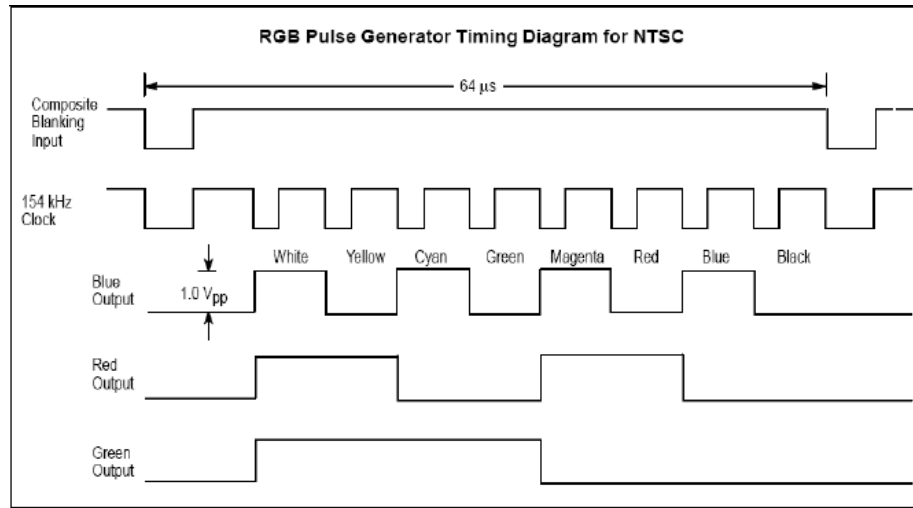 RGB Pulse Generator Timing Diagram for NTSC
64 μs
Composite
Blanking
Input
154 kHz
Clock
White Yellow Cyan Green Magenta Red Blue Black
Blue
Output
1.0 Vpp
Red
Output
Green
Output